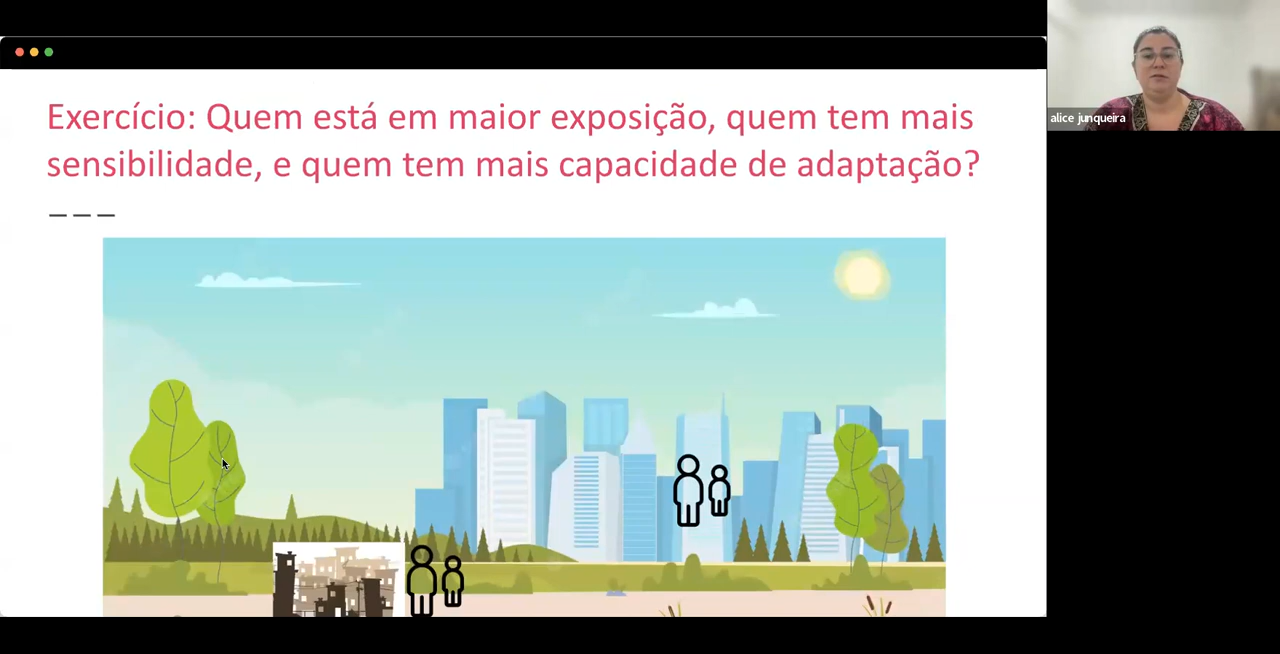 Exercício: Quem está em maior exposição, quem tem mais
sensibilidade, e quem tem mais capacidade de adaptação?
alice junqueira